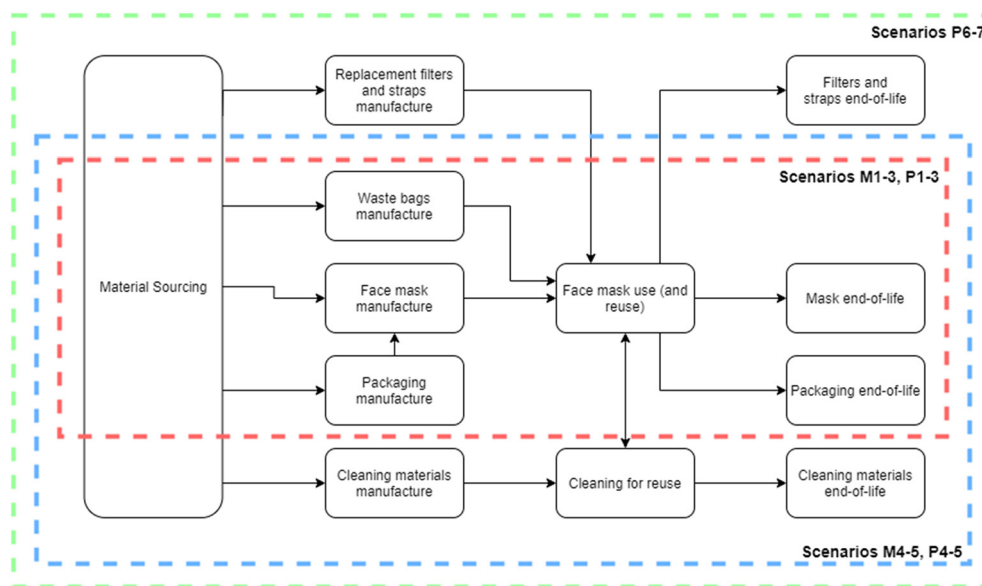 Scenarios P6-7
Replacement filters
and straps
manufacture
Filters and
straps end-of-life
Scenarios M1-3, P1-3
Waste bags
manufacture
Material Sourcing
Face mask
manufacture
Face mask use (and
reuse)
Mask end-of-life
Packaging
manufacture
Packaging end-of-life
Cleaning materials
manufacture
Cleaning for reuse
Cleaning materials
end-of-life
Scenarios M4-5, P4-5